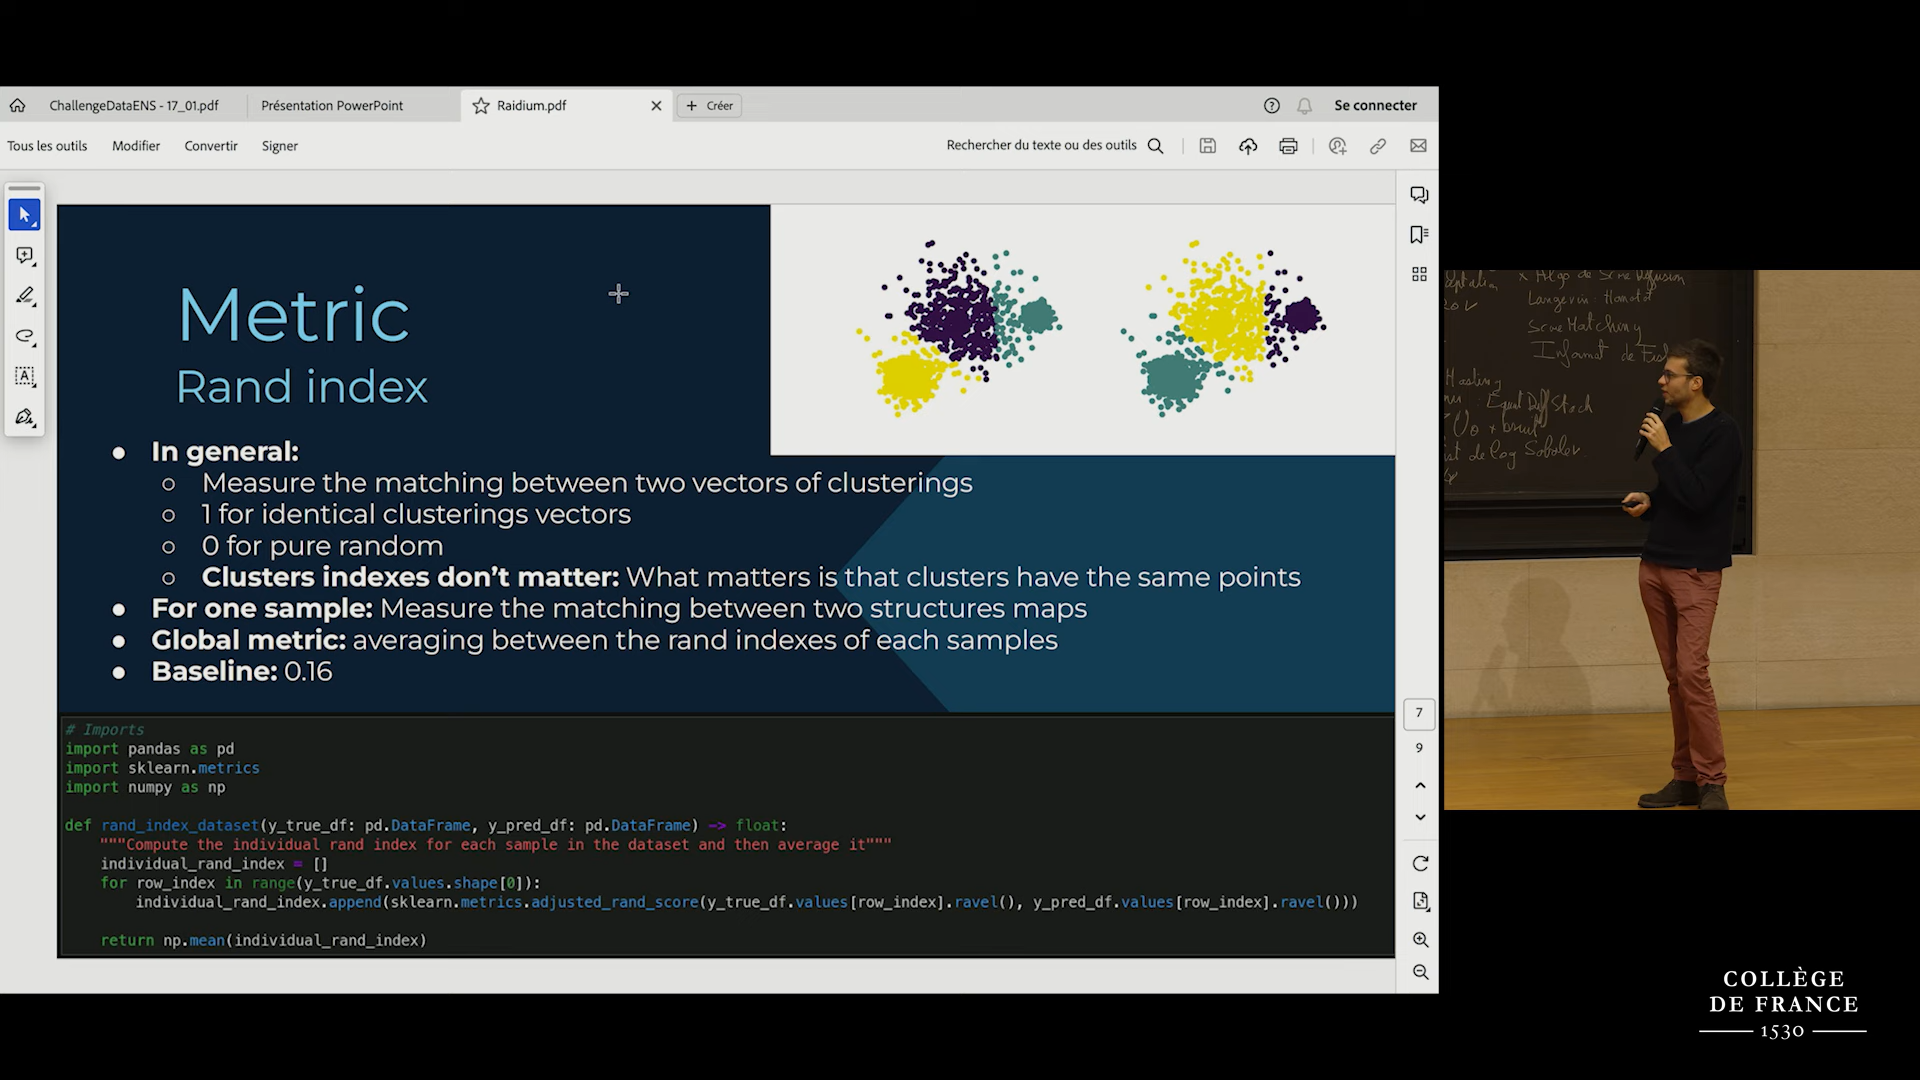 ChallengeDataENS - 17_01.pdf
Présentation PowerPoint
Raidium.pdf
Créer
Se connecter
Tous les outils
Modifier
Convertir
Signer
Rechercher du texte ou des outils
Metric
Rand index
In general:
Measure the matching between two vectors of clusterings
1 for identical clusterings vectors
0 for pure random
Clusters indexes don't matter: What matters is that clusters have the same points
For one sample: Measure the matching between two structures maps
Global metric: averaging between the rand indexes of each samples
Baseline: 0.16
# Imports
import pandas as pd
import sklearn.metrics
import numpy as np
def rand_index_dataset(y_true_df: pd.DataFrame, y_pred_df: pd.DataFrame) -> float:
"""Compute the individual rand index for each sample in the dataset and then average it"""
individual_rand_index = []
for row_index in range(y_true_df.values.shape[0]):
individual_rand_index.append(sklearn.metrics.adjusted_rand_score(y_true_df.values[row_index].ravel(), y_pred_df.values[row_index].ravel()))
return np.mean(individual_rand_index)
7
9
x Algo de
Langevin
Score Matching
de log Sobolev
COLLÈGE
DE FRANCE
1530